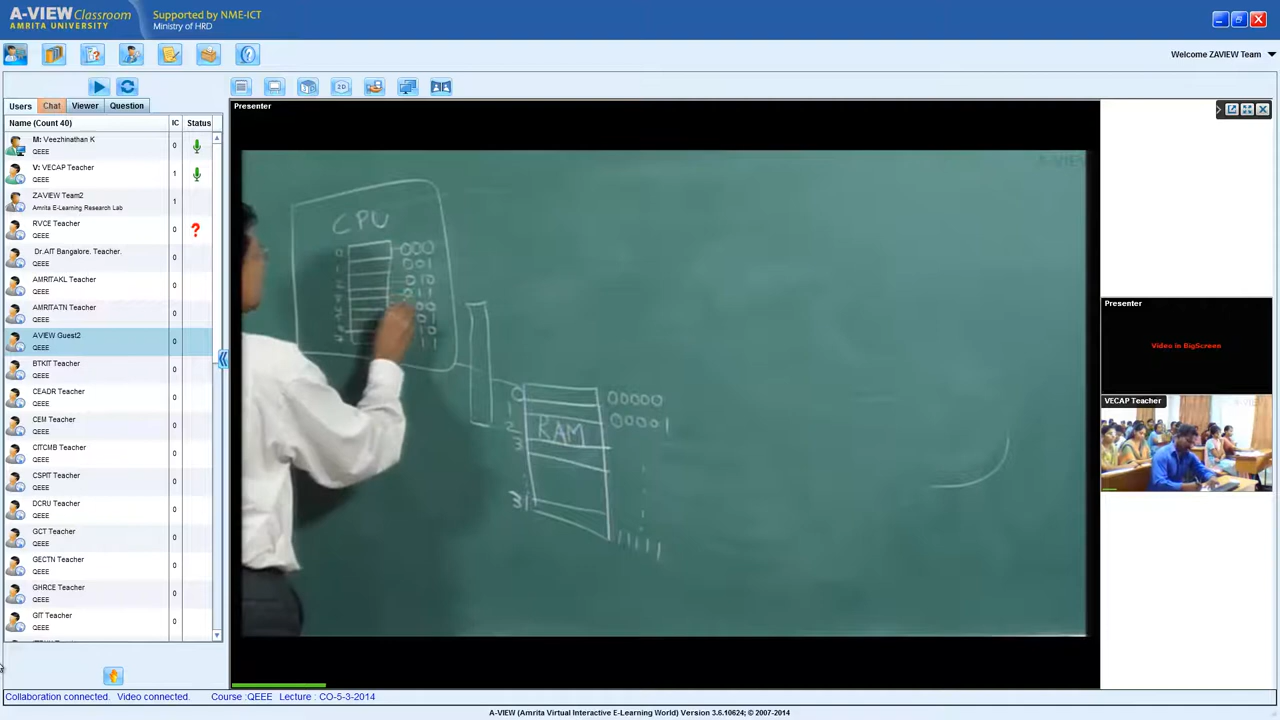 A-VIEW Classroom
AMRITA UNIVERSITY
Supported by NME-ICT
Ministry of HRD
Welcome ZAVIEW Team
2D
Users Chat Viewer Question
Name (Count 40) IC Status
M: Veezhinathan K
QEEE
0
V: VECAP Teacher
QEEE
1
ZAVIEW Team2
Amrita E-Learning Research Lab
1
RVCE Teacher
QEEE
0 ?
Dr.AIT Bangalore. Teacher.
QEEE
0
AMRITAKL Teacher
QEEE
0
AMRITATN Teacher
QEEE
0
AVIEW Guest2
QEEE
0
BTKIT Teacher
QEEE
0
CEADR Teacher
QEEE
0
CEM Teacher
QEEE
0
CITCMB Teacher
QEEE
0
CSPIT Teacher
QEEE
0
DCRU Teacher
QEEE
0
GCT Teacher
QEEE
0
GECTN Teacher
QEEE
0
GHRCE Teacher
QEEE
0
GIT Teacher
QEEE
0
Presenter
A-VIEW
CPU
0 000
1 001
010
011
0 00000
1 00001
2 RAM
3
31 11111
Presenter
Video in BigScreen
VECAP Teacher
Collaboration connected. Video connected. Course :QEEE Lecture : CO-5-3-2014
A-VIEW (Amrita Virtual Interactive E-Learning World) Version 3.6.10624; © 2007-2014